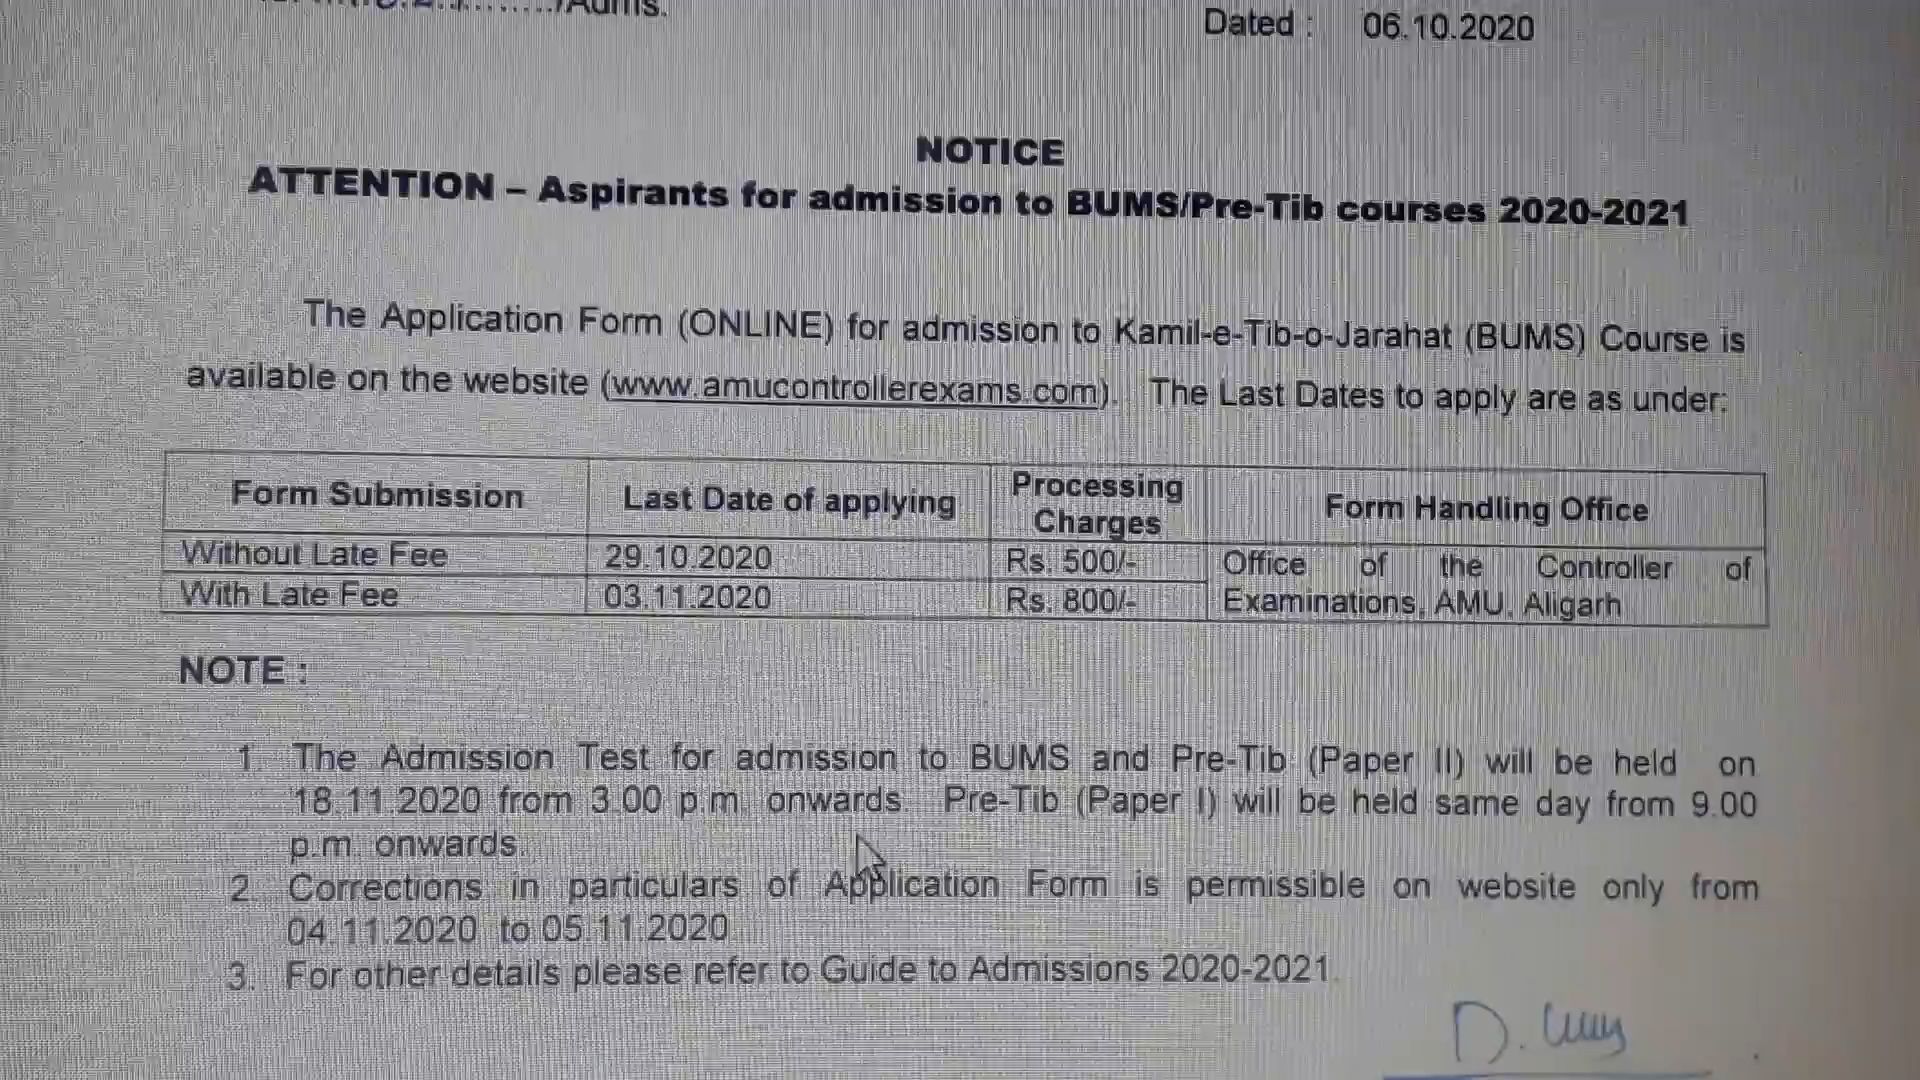 /Adms.
Dated : 06.10.2020
NOTICE
ATTENTION – Aspirants for admission to BUMS/Pre-Tib courses 2020-2021
The Application Form (ONLINE) for admission to Kamil-e-Tib-o-Jarahat (BUMS) Course is
available on the website (www.amucontrollerexams.com). The Last Dates to apply are as under:
Form Submission Last Date of applying Processing Charges Form Handling Office
Without Late Fee 29.10.2020 Rs. 500/- Office of the Controller of
With Late Fee 03.11.2020 Rs. 800/- Examinations, AMU, Aligarh
NOTE :
1. The Admission Test for admission to BUMS and Pre-Tib (Paper II) will be held on
18.11.2020 from 3.00 p.m. onwards. Pre-Tib (Paper I) will be held same day from 9.00
p.m. onwards.
2. Corrections in particulars of Application Form is permissible on website only from
04.11.2020 to 05.11.2020
3. For other details please refer to Guide to Admissions 2020-2021.